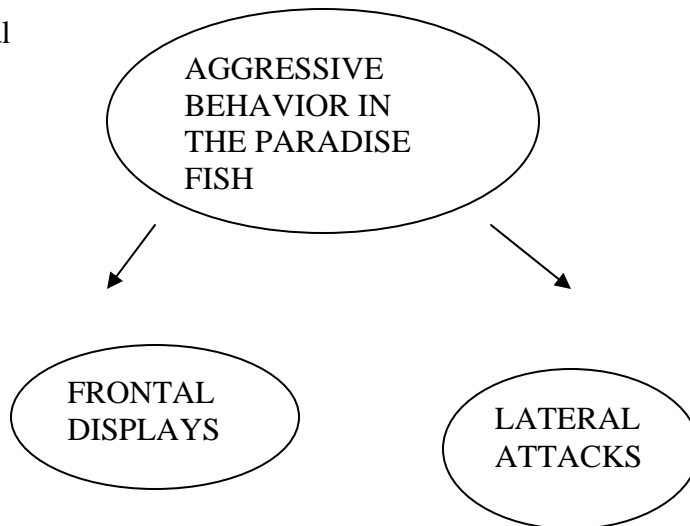 AGGRESSIVE
BEHAVIOR IN
THE PARADISE
FISH
FRONTAL
DISPLAYS
LATERAL
ATTACKS